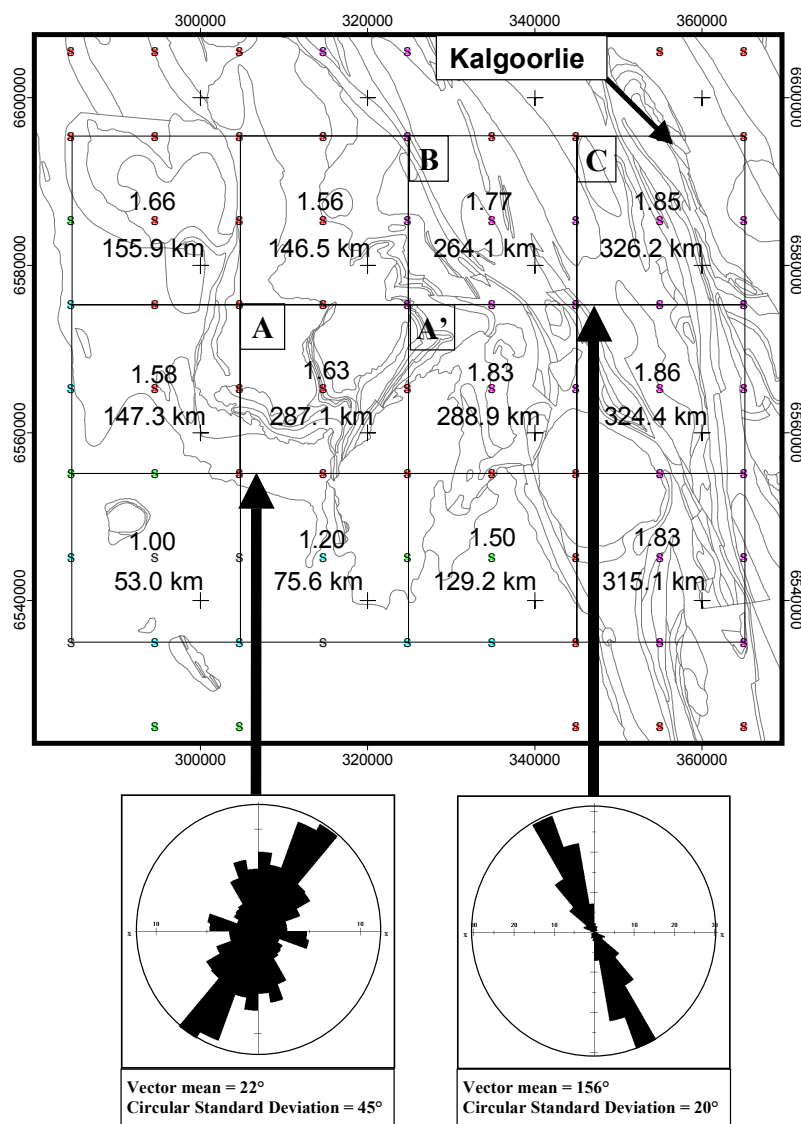 300000 320000 340000 360000
Kalgoorlie
6600000 6600000
B C
1.66 1.56 1.77 1.85
155.9 km 146.5 km 264.1 km 326.2 km
6580000 6580000
A A'
1.58 1.63 1.83 1.86
147.3 km 287.1 km 288.9 km 324.4 km
6560000 6560000
1.00 1.20 1.50 1.83
53.0 km 75.6 km 129.2 km 315.1 km
6540000 6540000
300000 320000 340000 360000
% 10 10 %
% 30 20 10 10 20 30 %
Vector mean = 22°
Circular Standard Deviation = 45°
Vector mean = 156°
Circular Standard Deviation = 20°